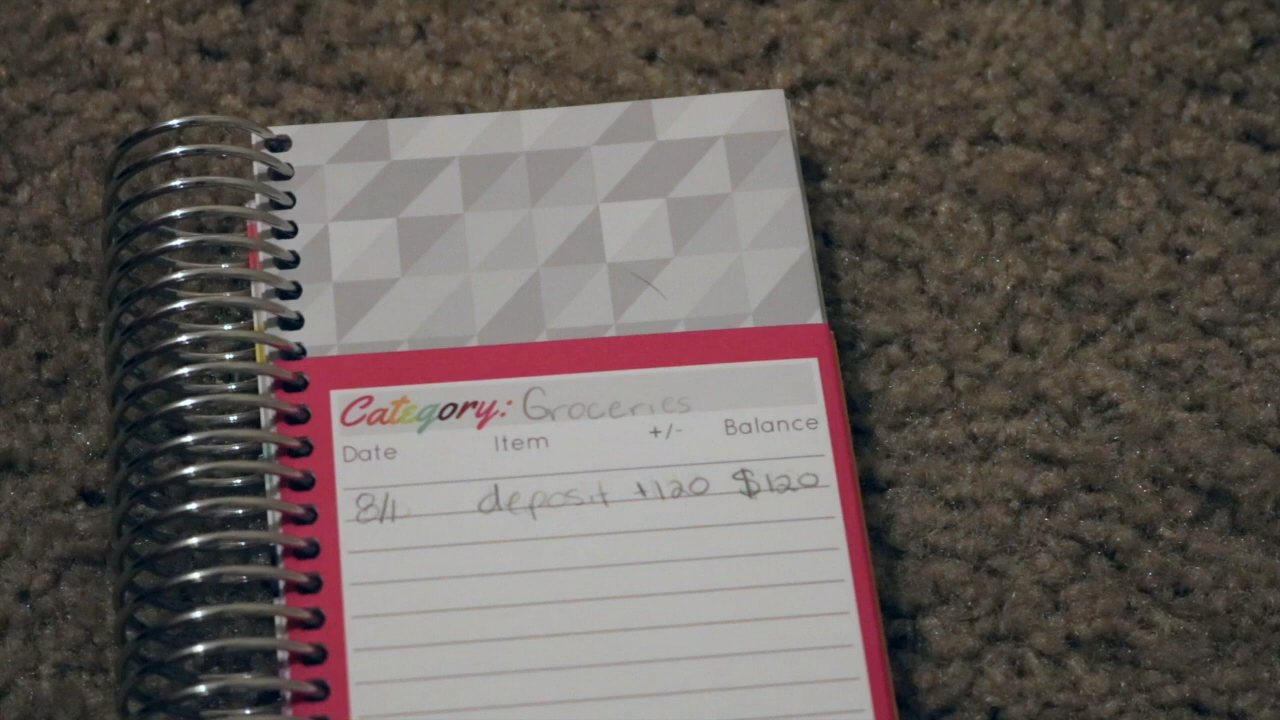 Category: Groceries
Date Item +/- Balance
8/1 deposit +120 $120